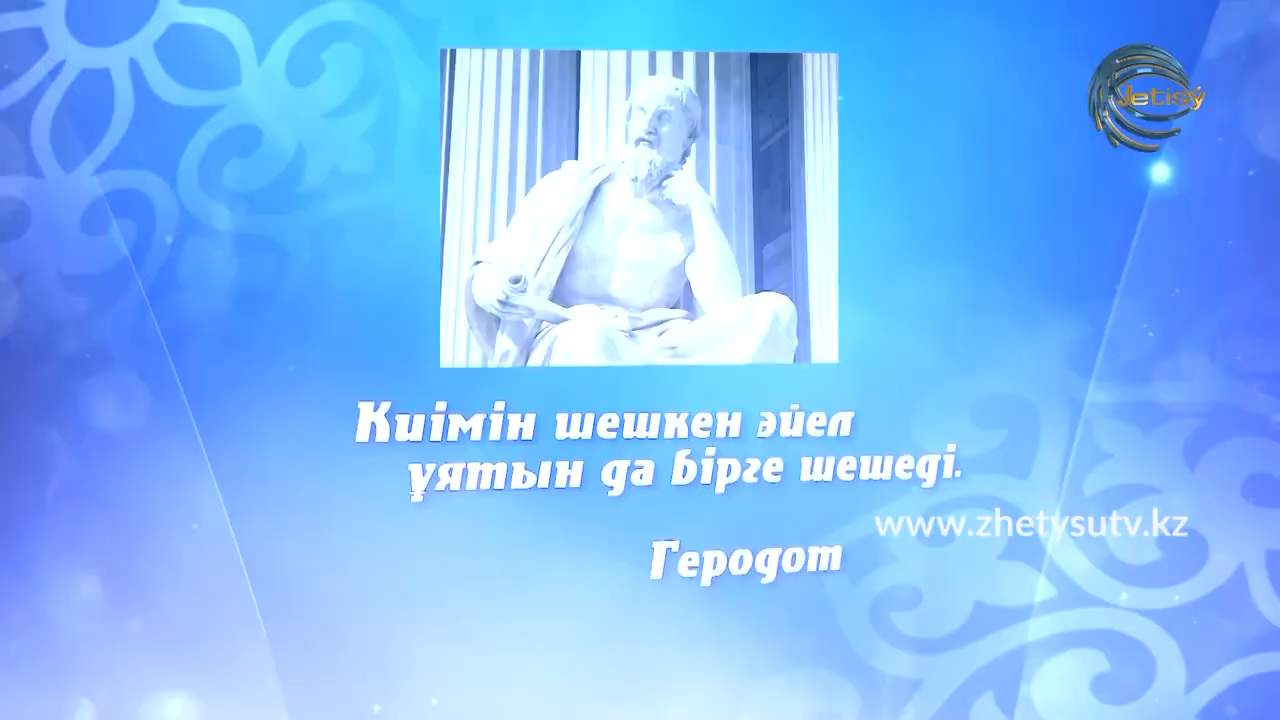 Jetisý
Киімін шешкен әйел
ұятын да бірге шешеді.
www.zhetysutv.kz
Геродот